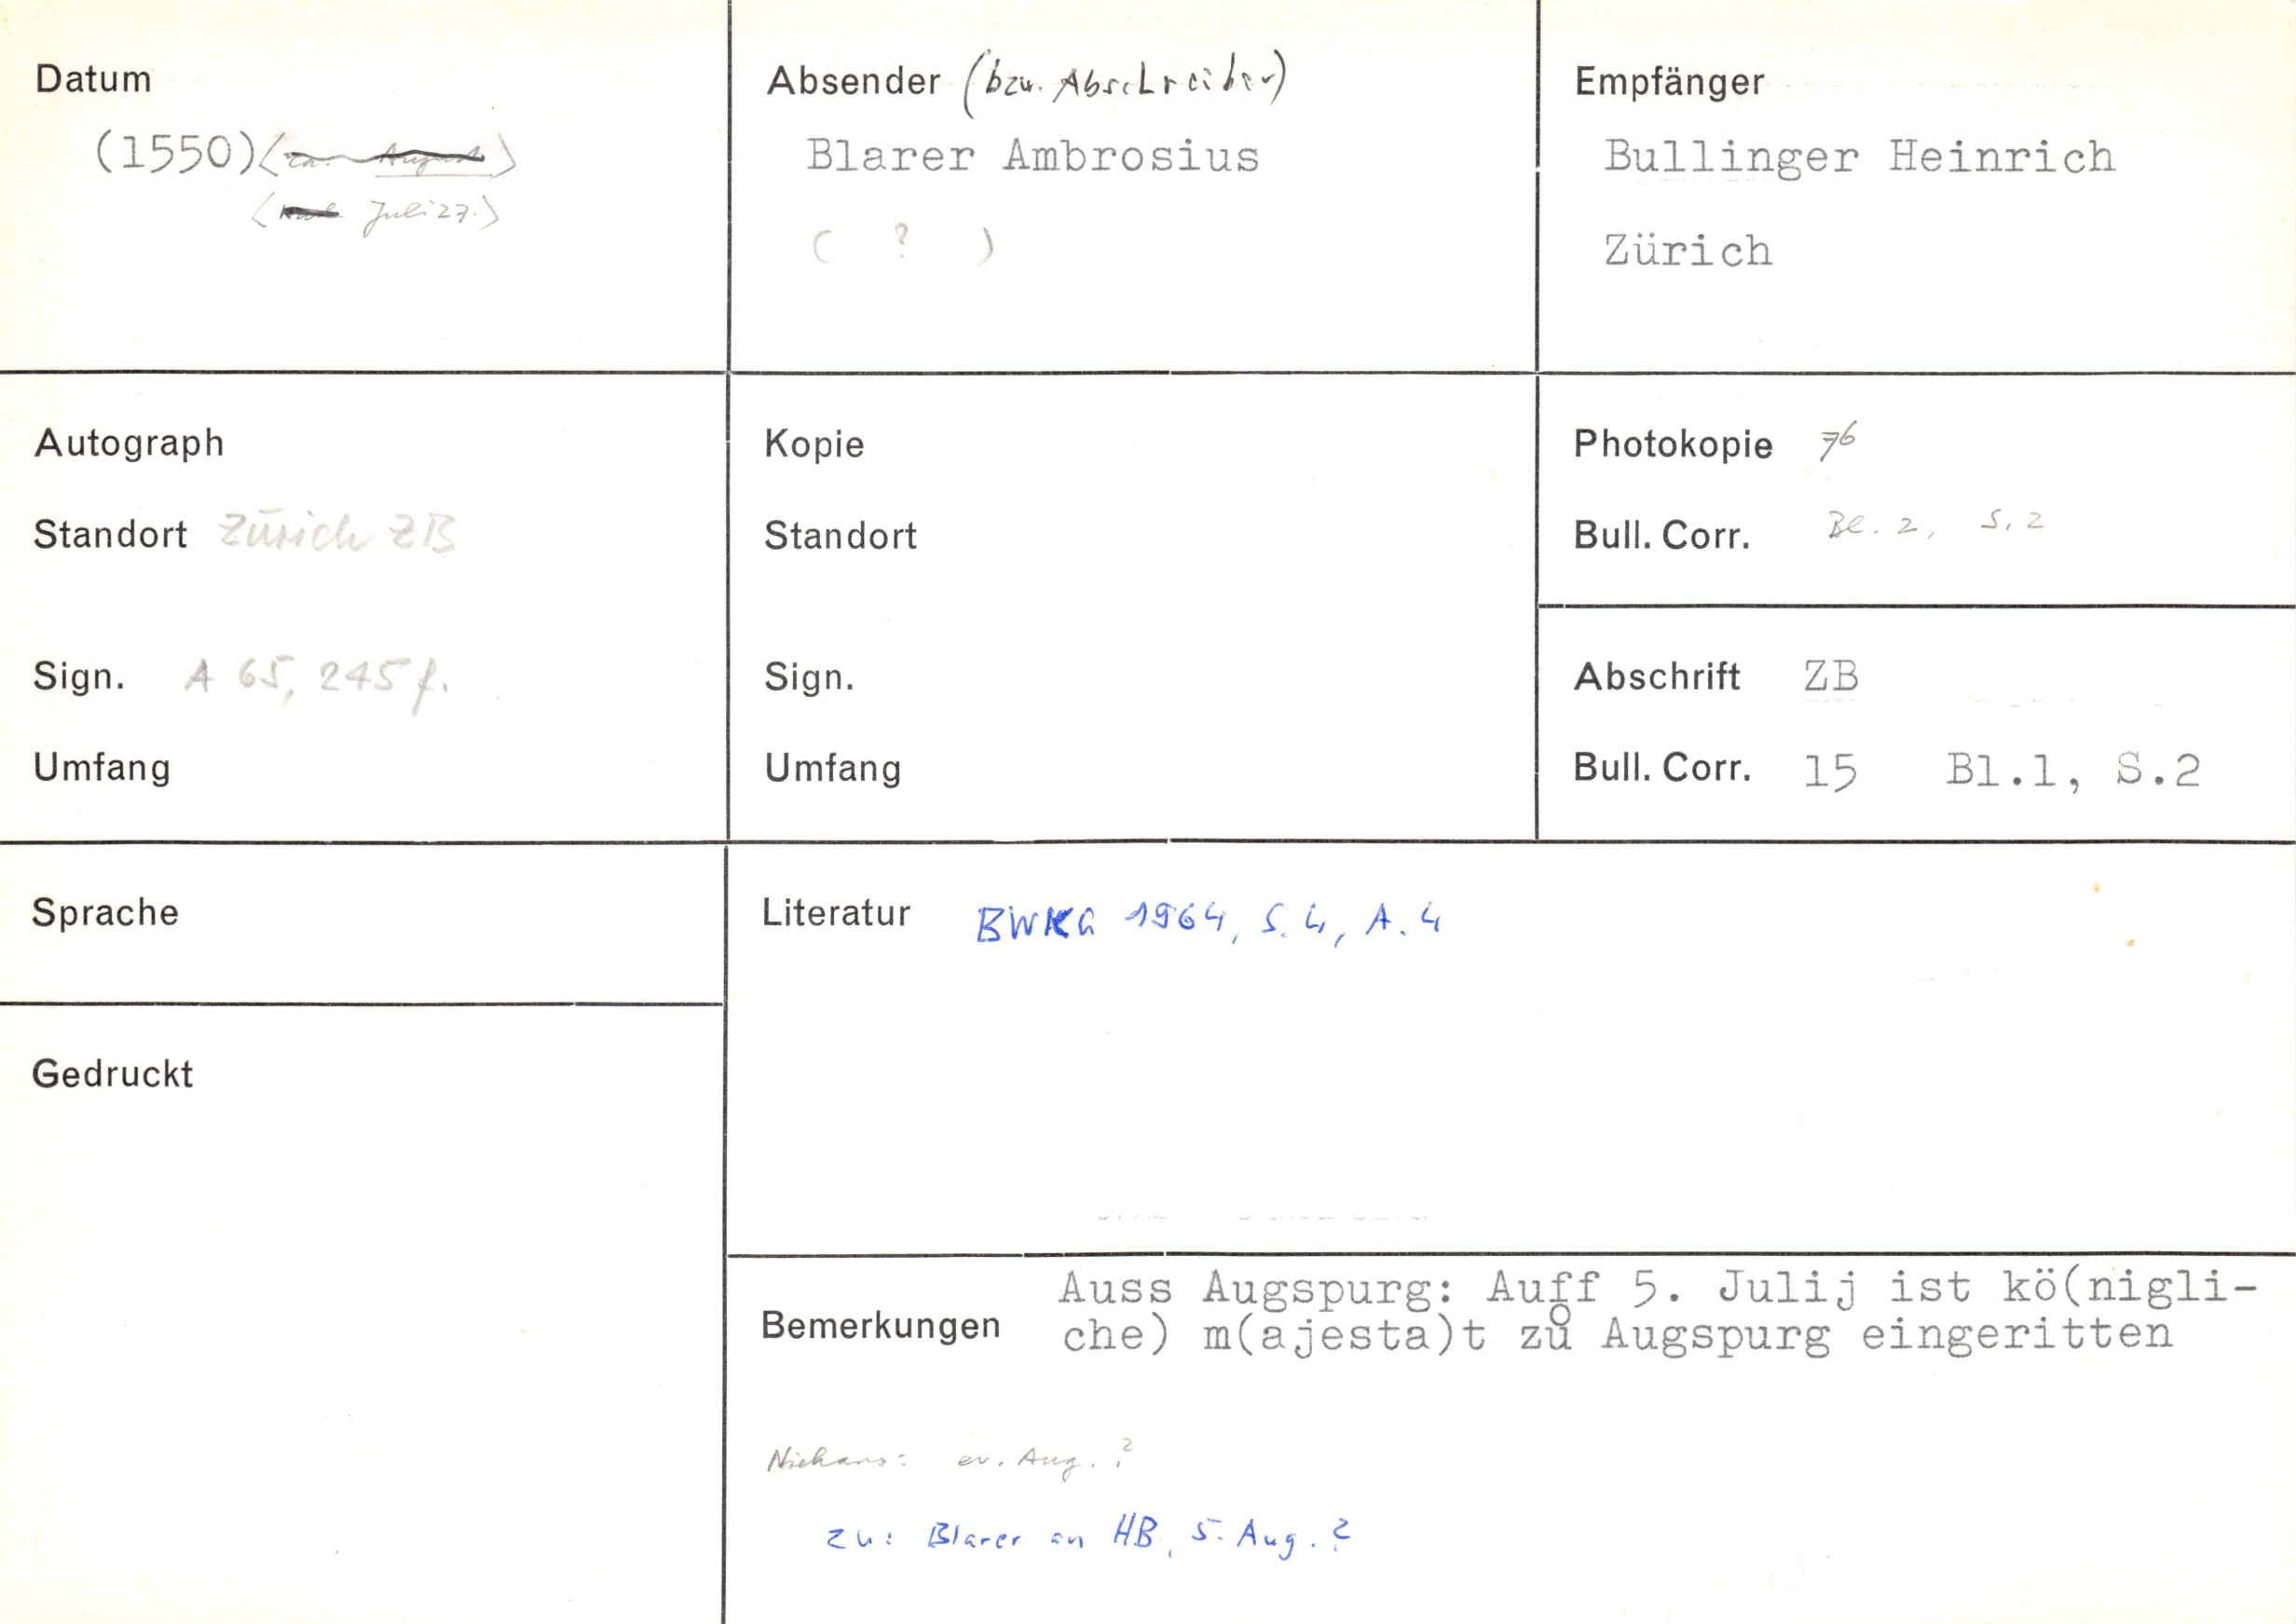 Datum
(1550) <ca. August>
<nach Juli 27.>
Absender (bzw. Abschreiber)
Blarer Ambrosius
( ? )
Empfänger
Bullinger Heinrich
Zürich
Autograph
Standort Zürich ZB
Sign. A 65, 245 f.
Umfang
Kopie
Standort
Sign.
Umfang
Photokopie 76
Bull. Corr. Bl. 2, S. 2
Abschrift ZB
Bull. Corr. 15 Bl.1, S.2
Sprache
Gedruckt
Literatur BWKG 1964, S. 4, A. 4
Bemerkungen
Auss Augspurg: Auff 5. Julij ist kö(nigli-
che) m(ajesta)t zů Augspurg eingeritten
Niehans: ev. Aug.?
zu: Blarer an HB, 5. Aug.?